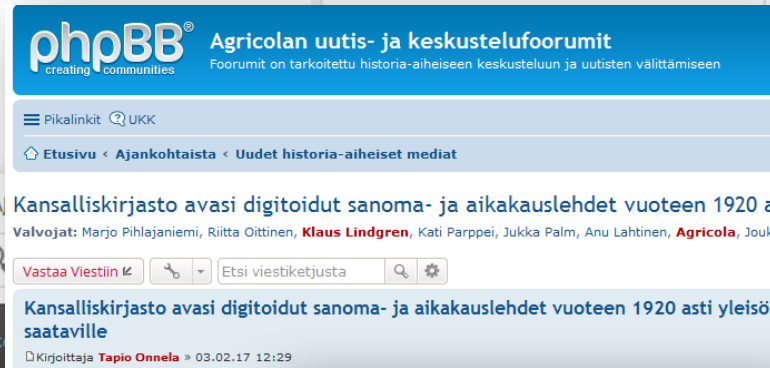 phpBB®
creating communities
Agricolan uutis- ja keskustelufoorumit
Foorumit on tarkoitettu historia-aiheiseen keskusteluun ja uutisten välittämiseen
Pikalinkit ? UKK
Etusivu ‹ Ajankohtaista ‹ Uudet historia-aiheiset mediat
Kansalliskirjasto avasi digitoidut sanoma- ja aikakauslehdet vuoteen 1920 a
Valvojat: Marjo Pihlajaniemi, Riitta Oittinen, Klaus Lindgren, Kati Parppei, Jukka Palm, Anu Lahtinen, Agricola, Jouk
Vastaa Viestiin
Etsi viestiketjusta
Kansalliskirjasto avasi digitoidut sanoma- ja aikakauslehdet vuoteen 1920 asti yleisö
saataville
Kirjoittaja Tapio Onnela » 03.02.17 12:29